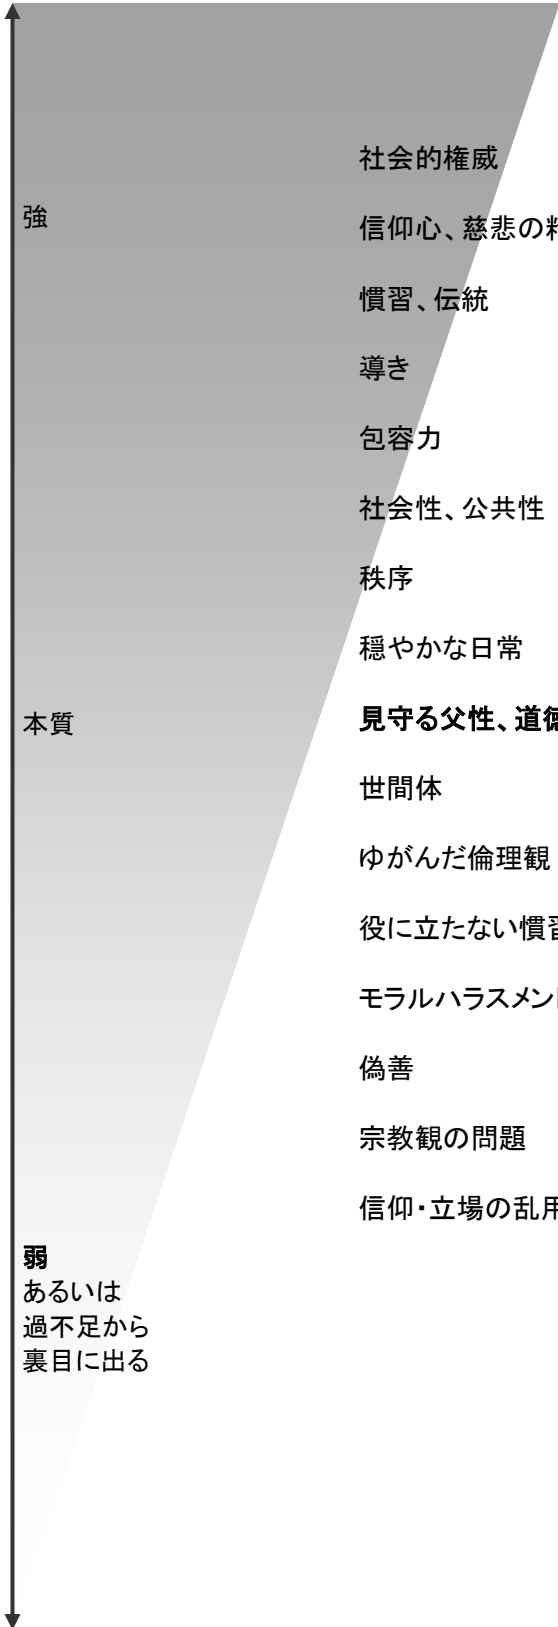 社会的権威
強
信仰心、慈悲の
慣習、伝統
導き
包容力
社会性、公共性
秩序
穏やかな日常
本質
見守る父性、道徳
世間体
ゆがんだ倫理観
役に立たない慣習
モラルハラスメント
偽善
宗教観の問題
信仰・立場の乱用
弱
あるいは
過不足から
裏目に出る